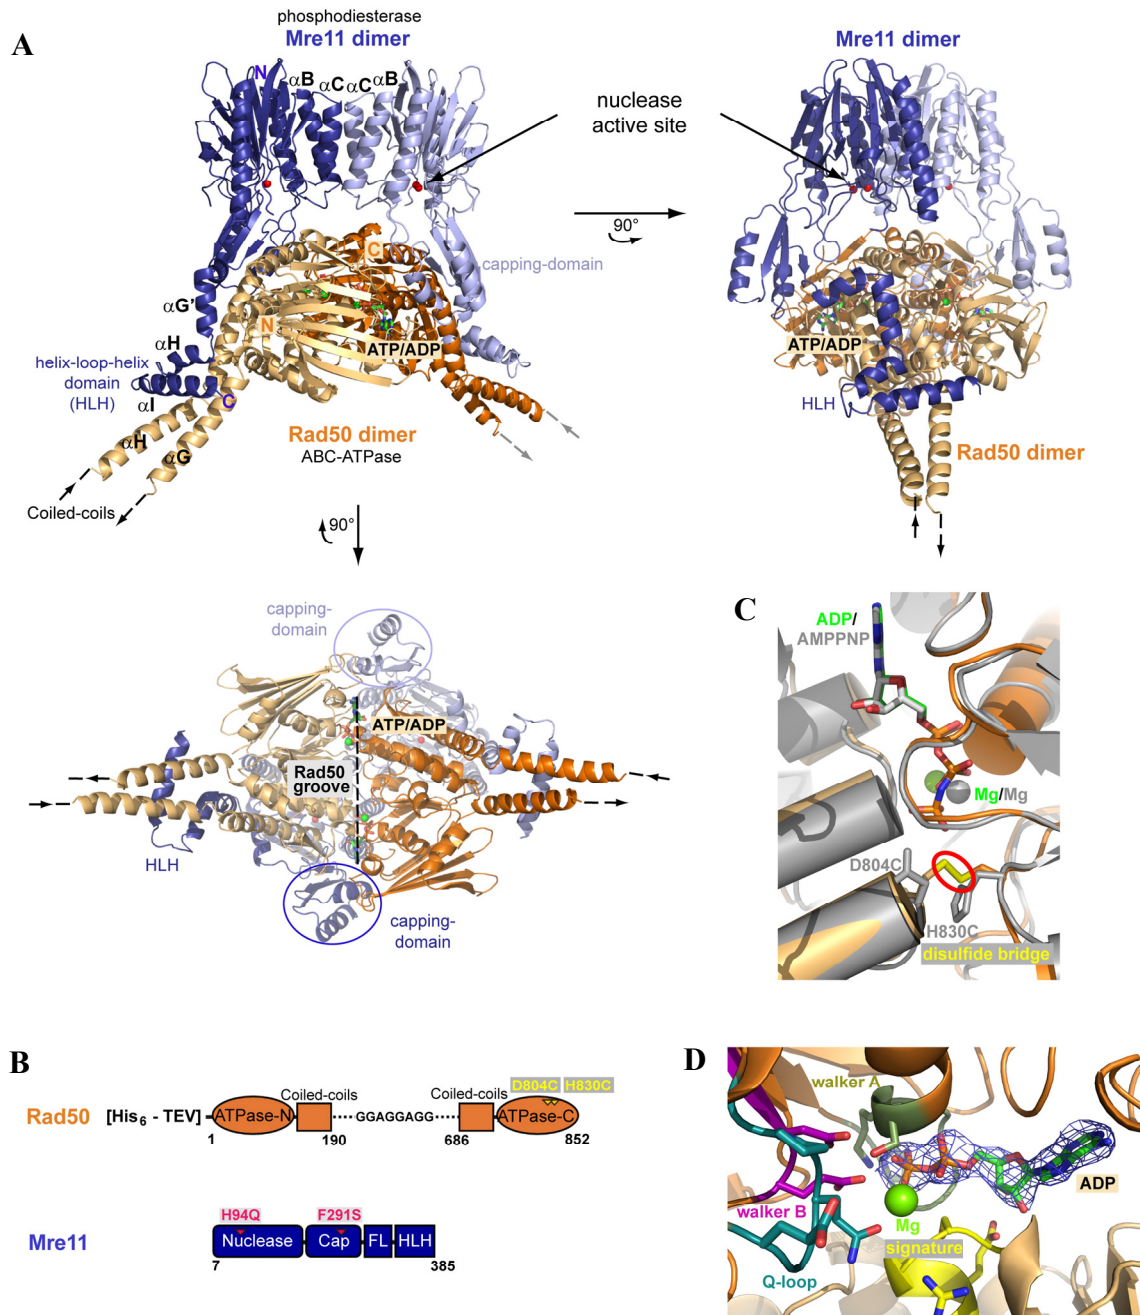 A
phosphodiesterase
Mre11 dimer
N
αB
αC
αC
αB
nuclease
active site
Mre11 dimer
90°
C
capping-domain
αG'
N
αH
ATP/ADP
helix-loop-helix
domain
(HLH)
αI
C
αH
αG
Rad50 dimer
ABC-ATPase
Coiled-coils
ATP/ADP
HLH
Rad50 dimer
90°
capping-
domain
ATP/ADP
Rad50
groove
HLH
capping-
domain
C
ADP/
AMPPNP
Mg/Mg
D804C
H830C
disulfide bridge
B
Rad50
[His6 - TEV]
ATPase-N
Coiled-coils
GGAGGAGG
Coiled-coils
D804C
H830C
ATPase-C
1
190
686
852
Mre11
H94Q
F291S
Nuclease
Cap
FL
HLH
7
385
D
walker A
ADP
walker B
Mg
signature
Q-loop